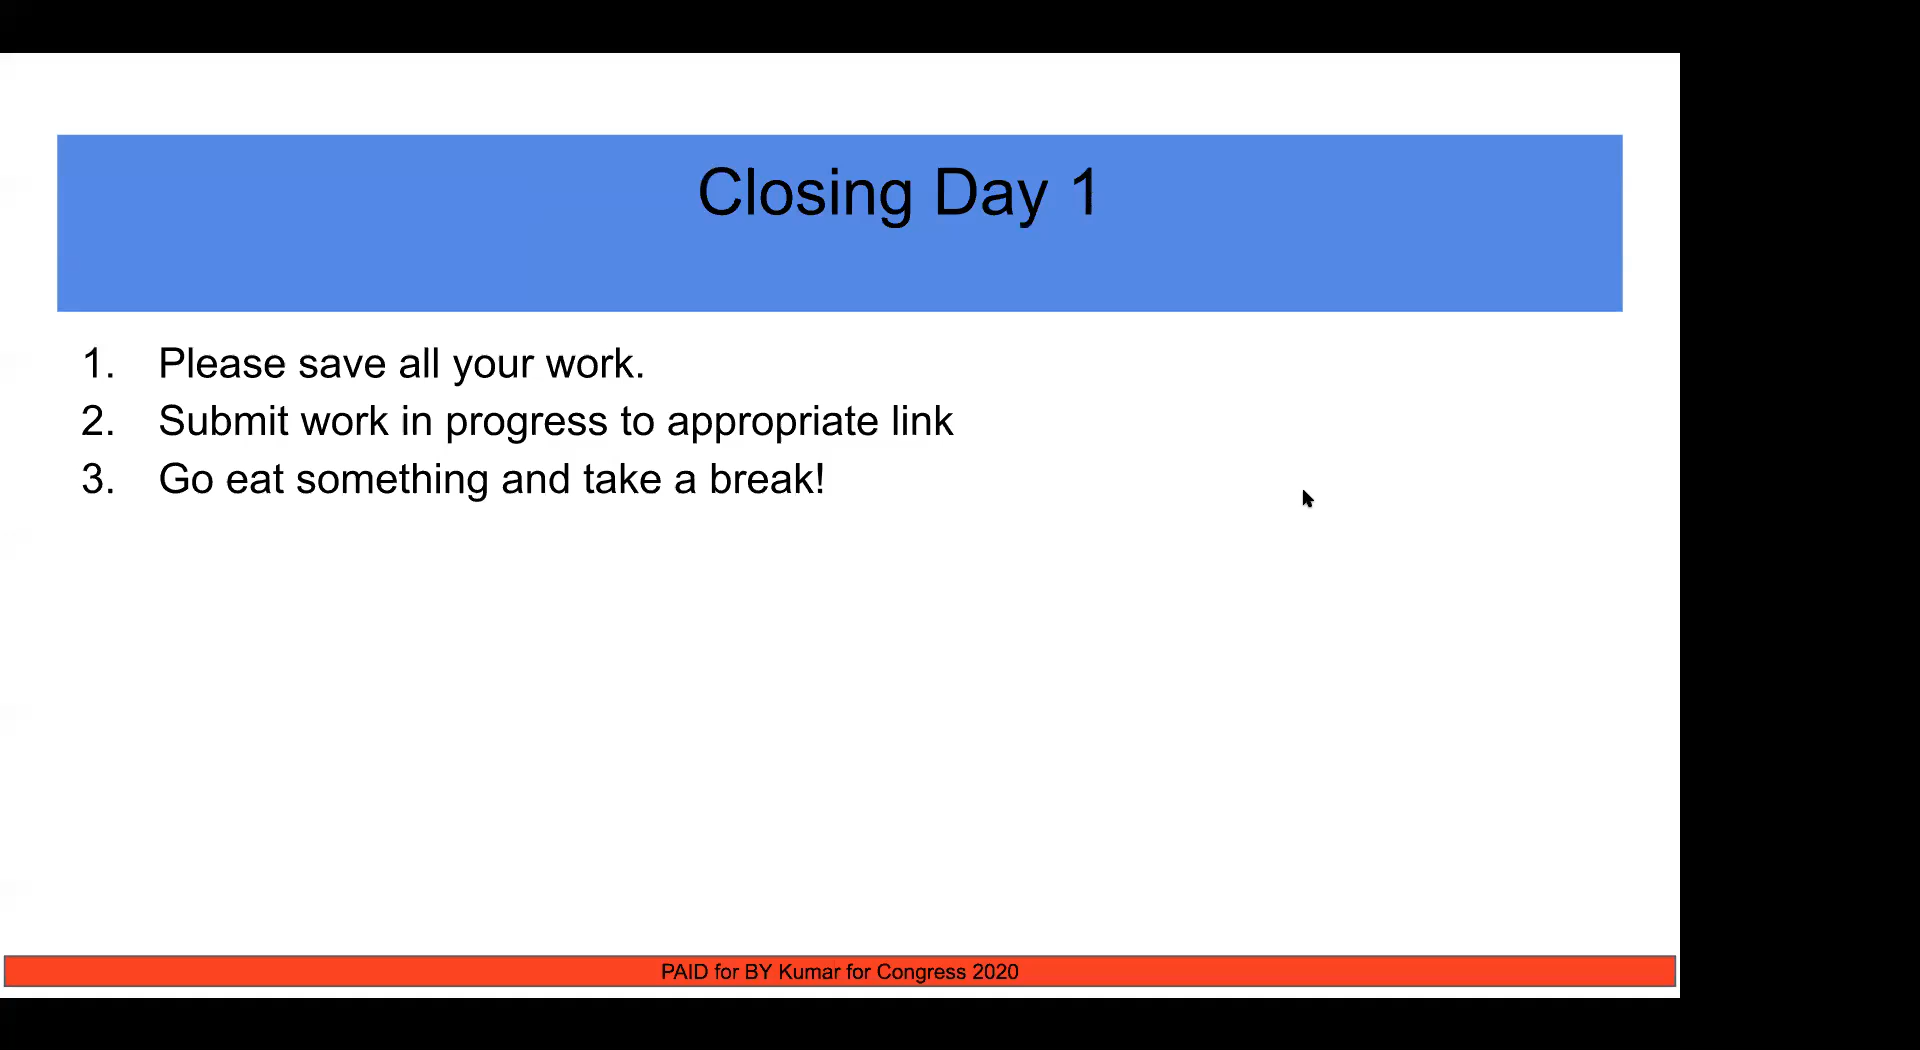 Closing Day 1
1. Please save all your work.
2. Submit work in progress to appropriate link
3. Go eat something and take a break!
PAID for BY Kumar for Congress 2020